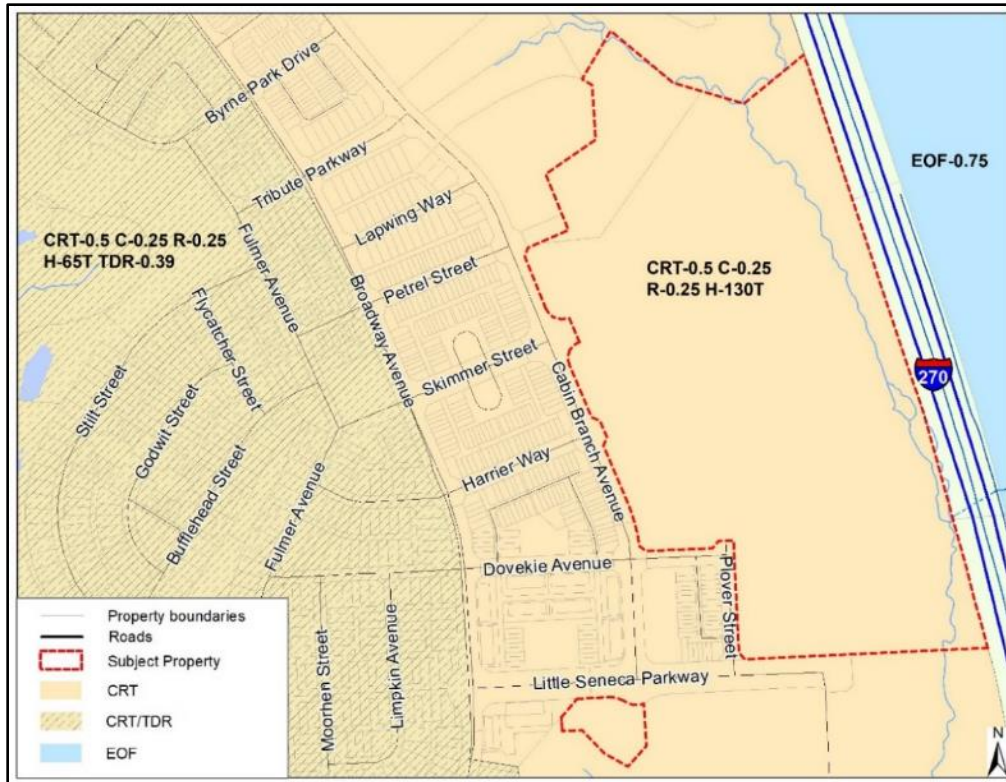 Byrne Park Drive
Tribute Parkway
Lapwing Way
Petrel Street
Skimmer Street
Harrier Way
Dovekie Avenue
Little Seneca Parkway
CRT-0.5 C-0.25 R-0.25
H-65T TDR-0.39
Fulmer Avenue
Broadway Avenue
Flycatcher Street
Stilt Street
Godwit Street
Bufflehead Street
Fulmer Avenue
Cabin Branch Avenue
Plover Street
Moorhen Street
Limpkin Avenue
CRT-0.5 C-0.25
R-0.25 H-130T
EOF-0.75
270
Property boundaries
Roads
Subject Property
CRT
CRT/TDR
EOF
N